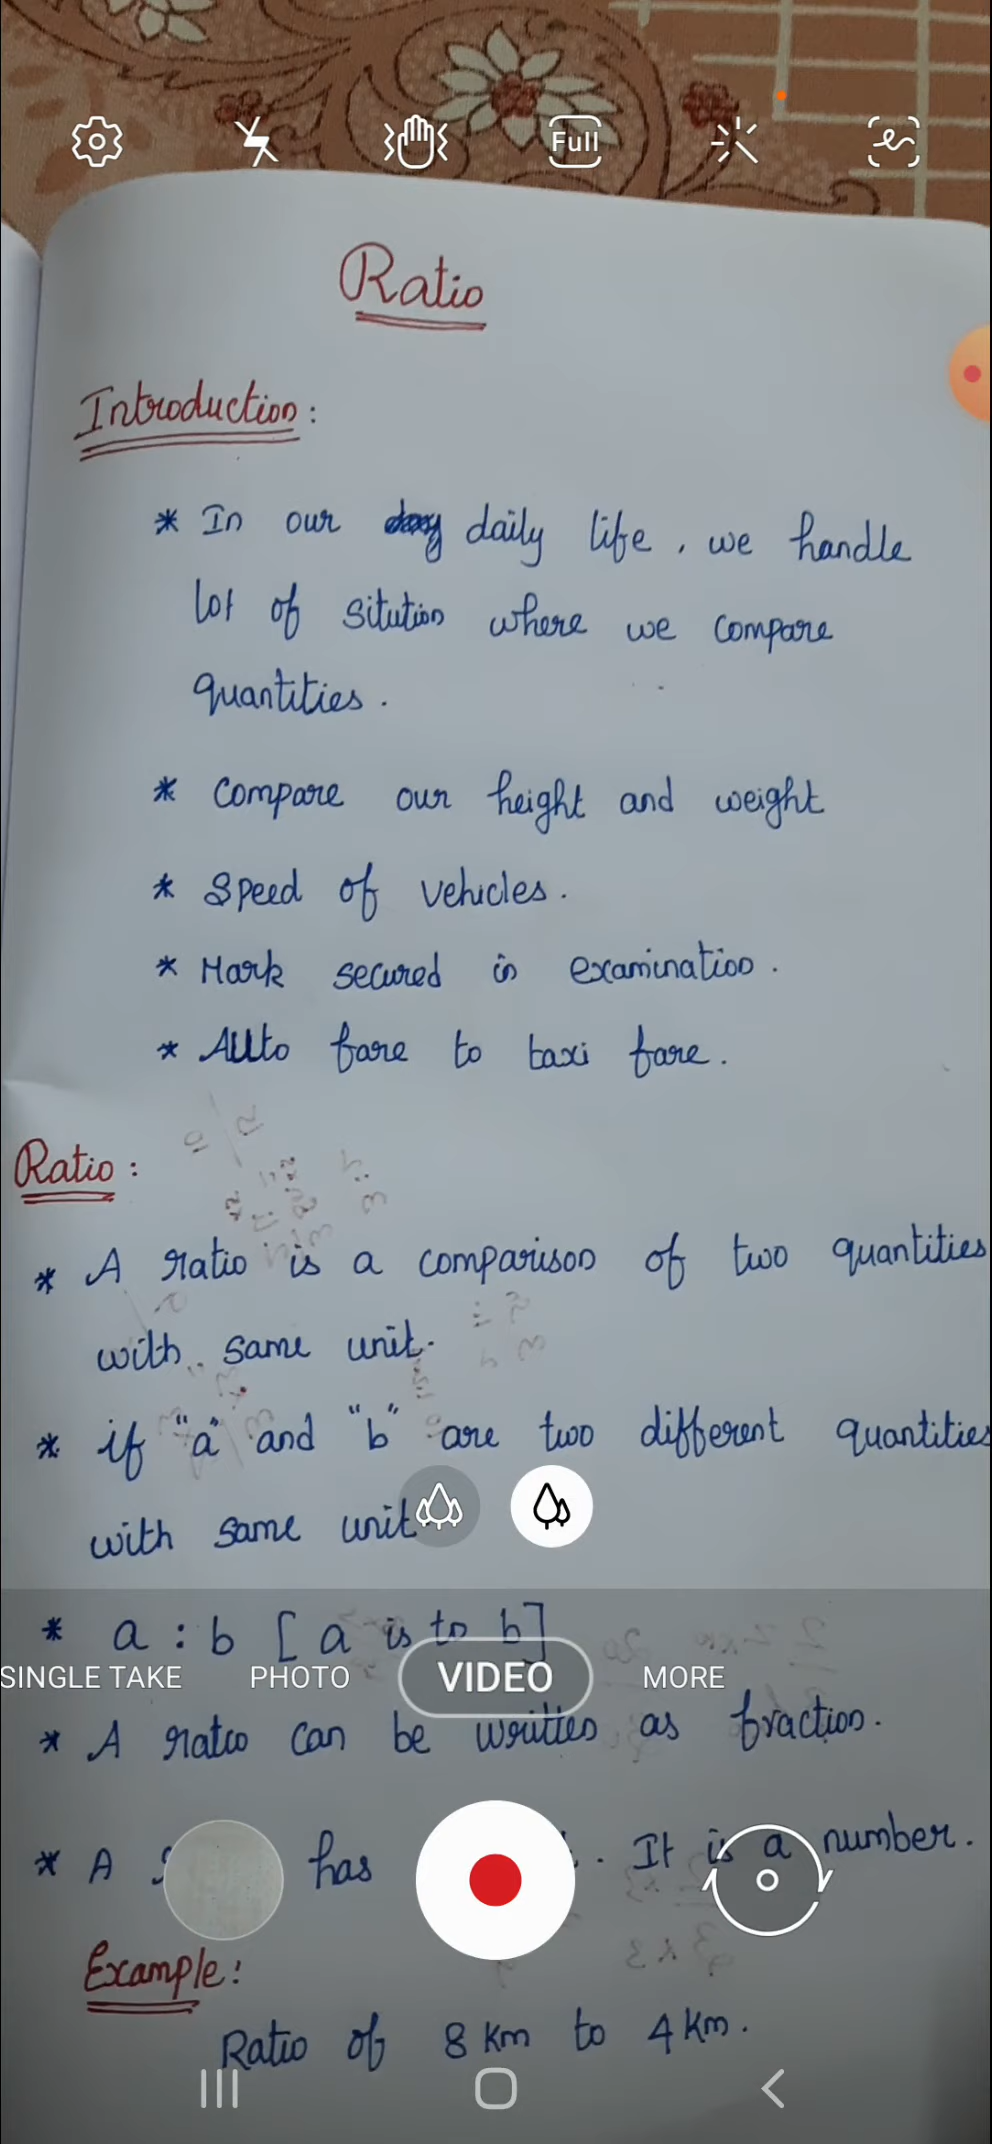 Full
Ratio
Introduction:
* In our daily life, we handle
lot of sitution where we compare
quantities.
* Compare our height and weight
* Speed of vehicles.
* Mark secured in examination.
* Auto fare to taxi fare.
Ratio:
* A ratio is a comparison of two quantities
with same unit.
* if "a" and "b" are two different quantities
with same unit
* a : b [a is to b]
SINGLE TAKE PHOTO VIDEO MORE
* A ratio can be written as fraction.
* A has . It is a number.
Example:
Ratio of 8 Km to 4 Km.